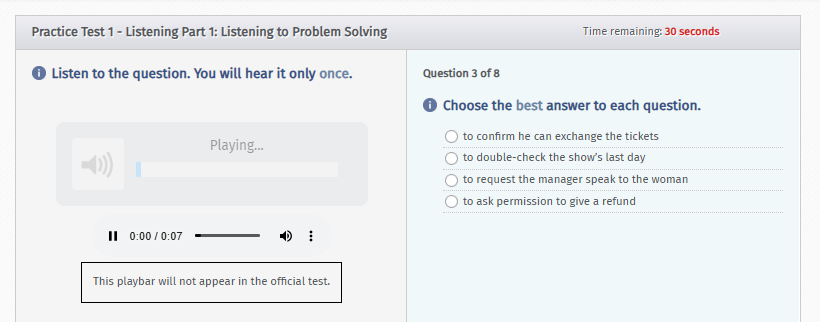 Practice Test 1 - Listening Part 1: Listening to Problem Solving
Time remaining: 30 seconds
Listen to the question. You will hear it only once.
Playing...
0:00 / 0:07
This playbar will not appear in the official test.
Question 3 of 8
Choose the best answer to each question.
to confirm he can exchange the tickets
to double-check the show's last day
to request the manager speak to the woman
to ask permission to give a refund